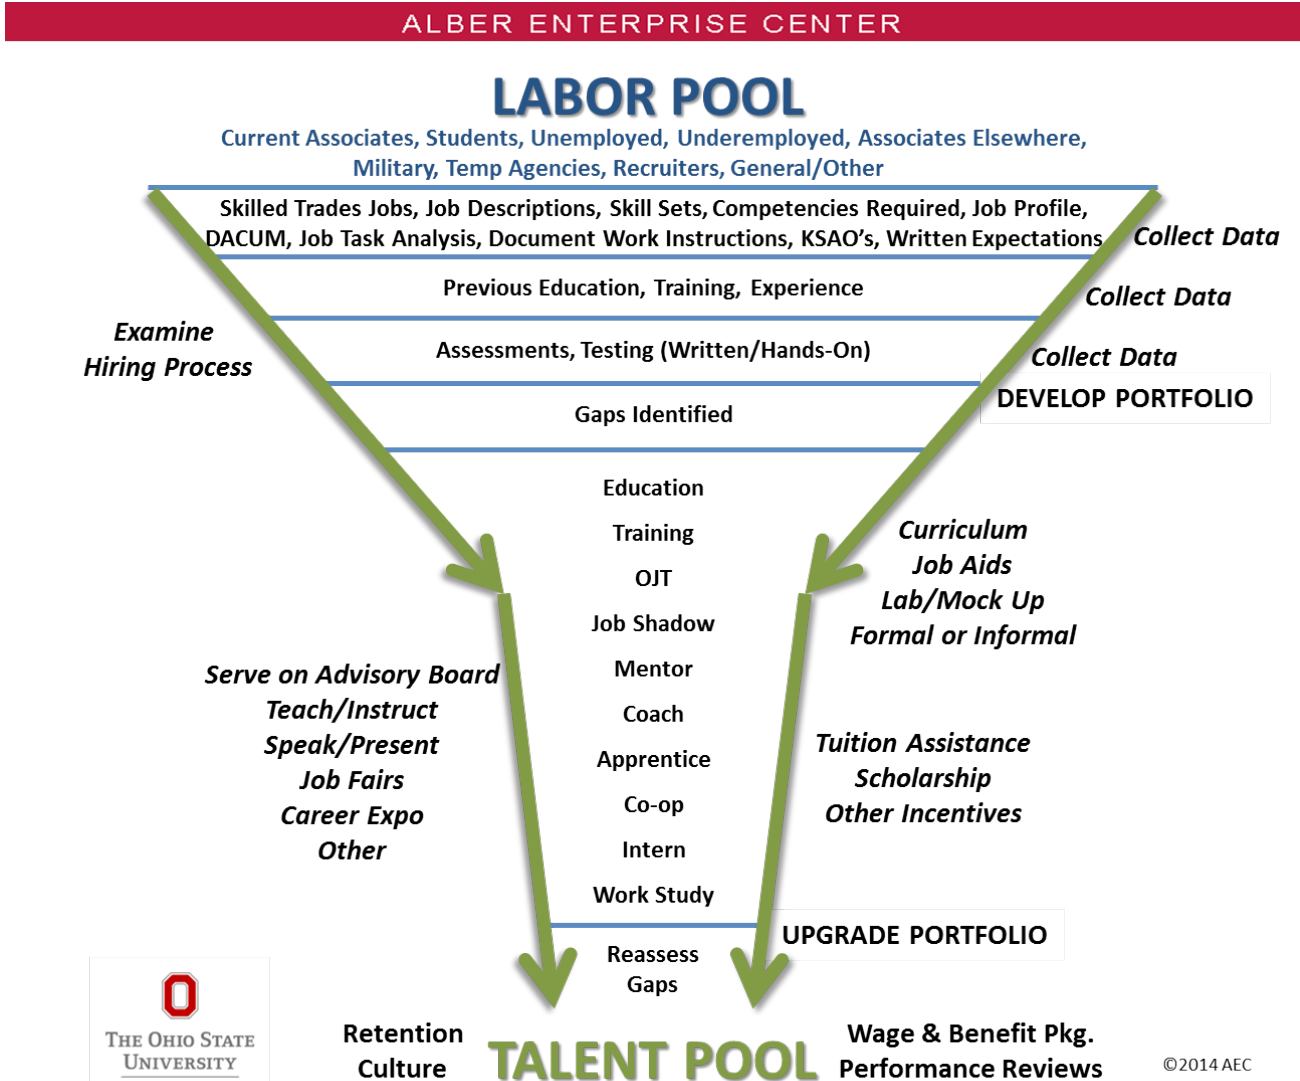 ALBER ENTERPRISE CENTER
LABOR POOL
Current Associates, Students, Unemployed, Underemployed, Associates Elsewhere,
Military, Temp Agencies, Recruiters, General/Other
Skilled Trades Jobs, Job Descriptions, Skill Sets, Competencies Required, Job Profile,
DACUM, Job Task Analysis, Document Work Instructions, KSAO's, Written Expectations
Collect Data
Previous Education, Training, Experience
Collect Data
Examine
Hiring Process
Assessments, Testing (Written/Hands-On)
Collect Data
DEVELOP PORTFOLIO
Gaps Identified
Education
Training
OJT
Job Shadow
Mentor
Coach
Apprentice
Co-op
Intern
Work Study
Curriculum
Job Aids
Lab/Mock Up
Formal or Informal
Serve on Advisory Board
Teach/Instruct
Speak/Present
Job Fairs
Career Expo
Other
Tuition Assistance
Scholarship
Other Incentives
UPGRADE PORTFOLIO
Reassess
Gaps
THE OHIO STATE
UNIVERSITY
Retention
Culture
TALENT POOL
Wage & Benefit Pkg.
Performance Reviews
©2014 AEC